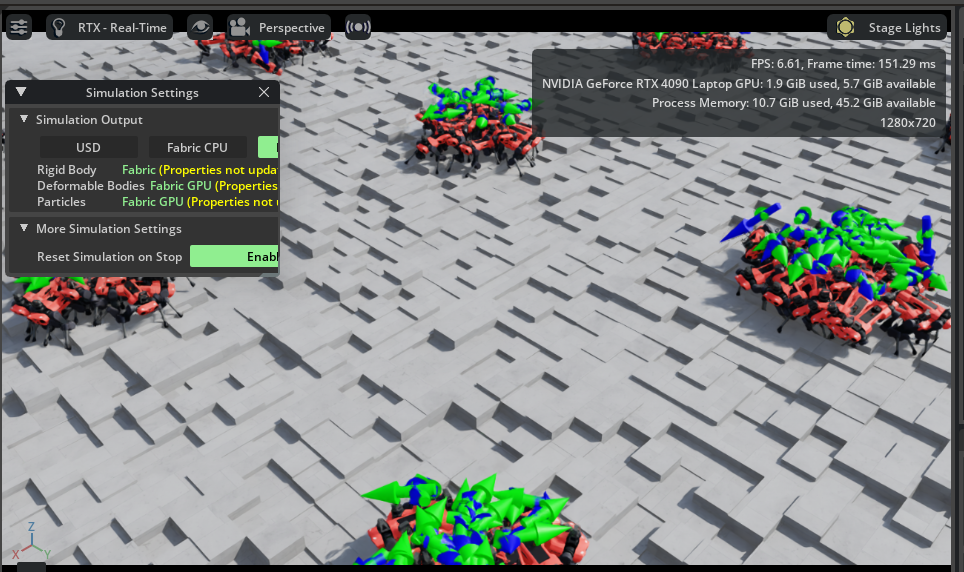 RTX - Real-Time
Perspective
Stage Lights
FPS: 6.61, Frame time: 151.29 ms
NVIDIA GeForce RTX 4090 Laptop GPU: 1.9 GiB used, 5.7 GiB available
Process Memory: 10.7 GiB used, 45.2 GiB available
1280x720
Simulation Settings
Simulation Output
USD Fabric CPU
Rigid Body Fabric (Properties not upda
Deformable Bodies Fabric GPU (Properties
Particles Fabric GPU (Properties not
More Simulation Settings
Reset Simulation on Stop Enabl
Z
X Y